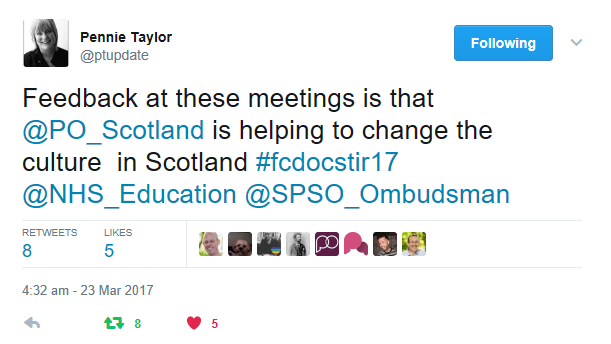 Pennie Taylor
@ptupdate
Following
Feedback at these meetings is that
@PO_Scotland is helping to change the
culture  in Scotland #fcdocstir17
@NHS_Education @SPSO_Ombudsman
RETWEETS LIKES
8 5
4:32 am - 23 Mar 2017
8 5